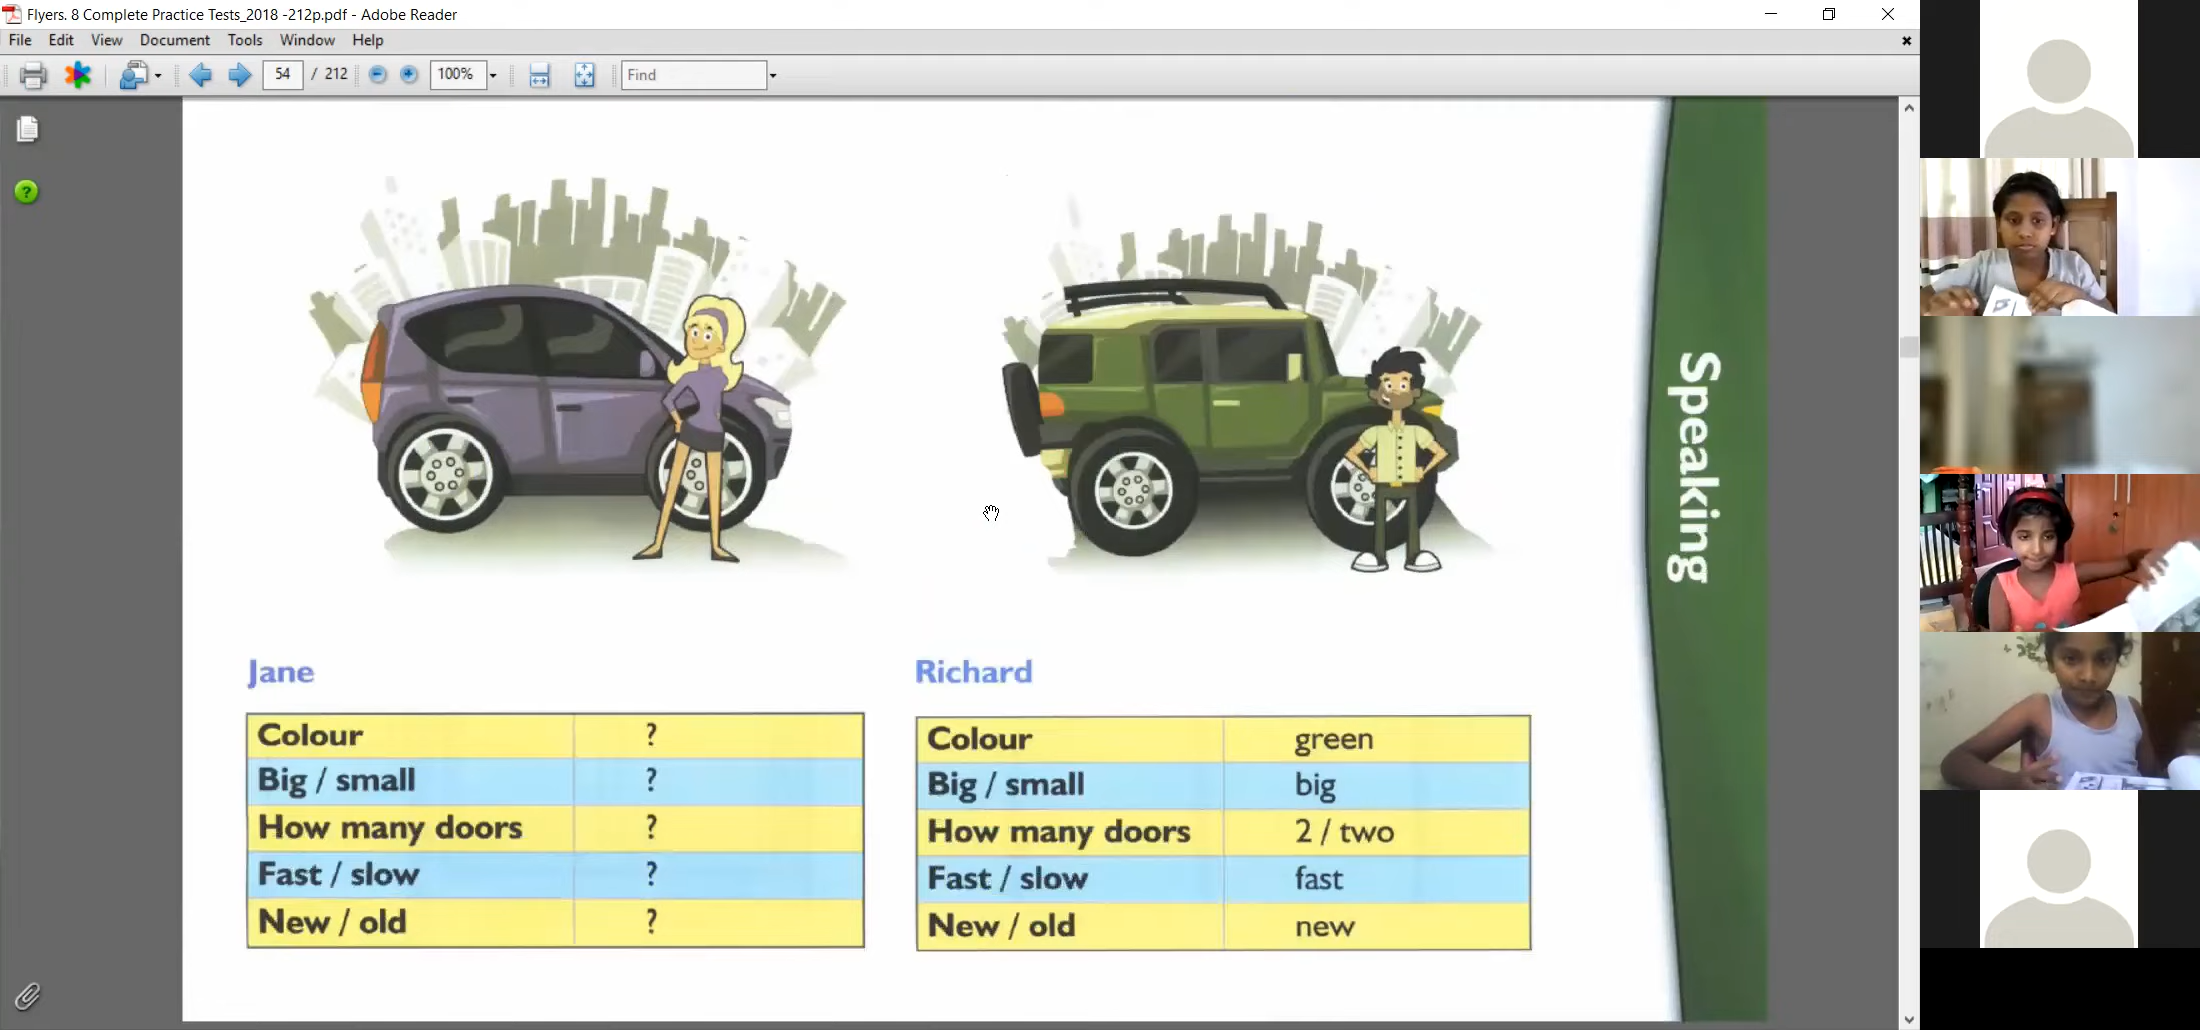 Flyers. 8 Complete Practice Tests_2018 -212p.pdf - Adobe Reader
File Edit View Document Tools Window Help
54 / 212 100% Find
Speaking
Jane
Colour ?
Big / small ?
How many doors ?
Fast / slow ?
New / old ?
Richard
Colour green
Big / small big
How many doors 2 / two
Fast / slow fast
New / old new